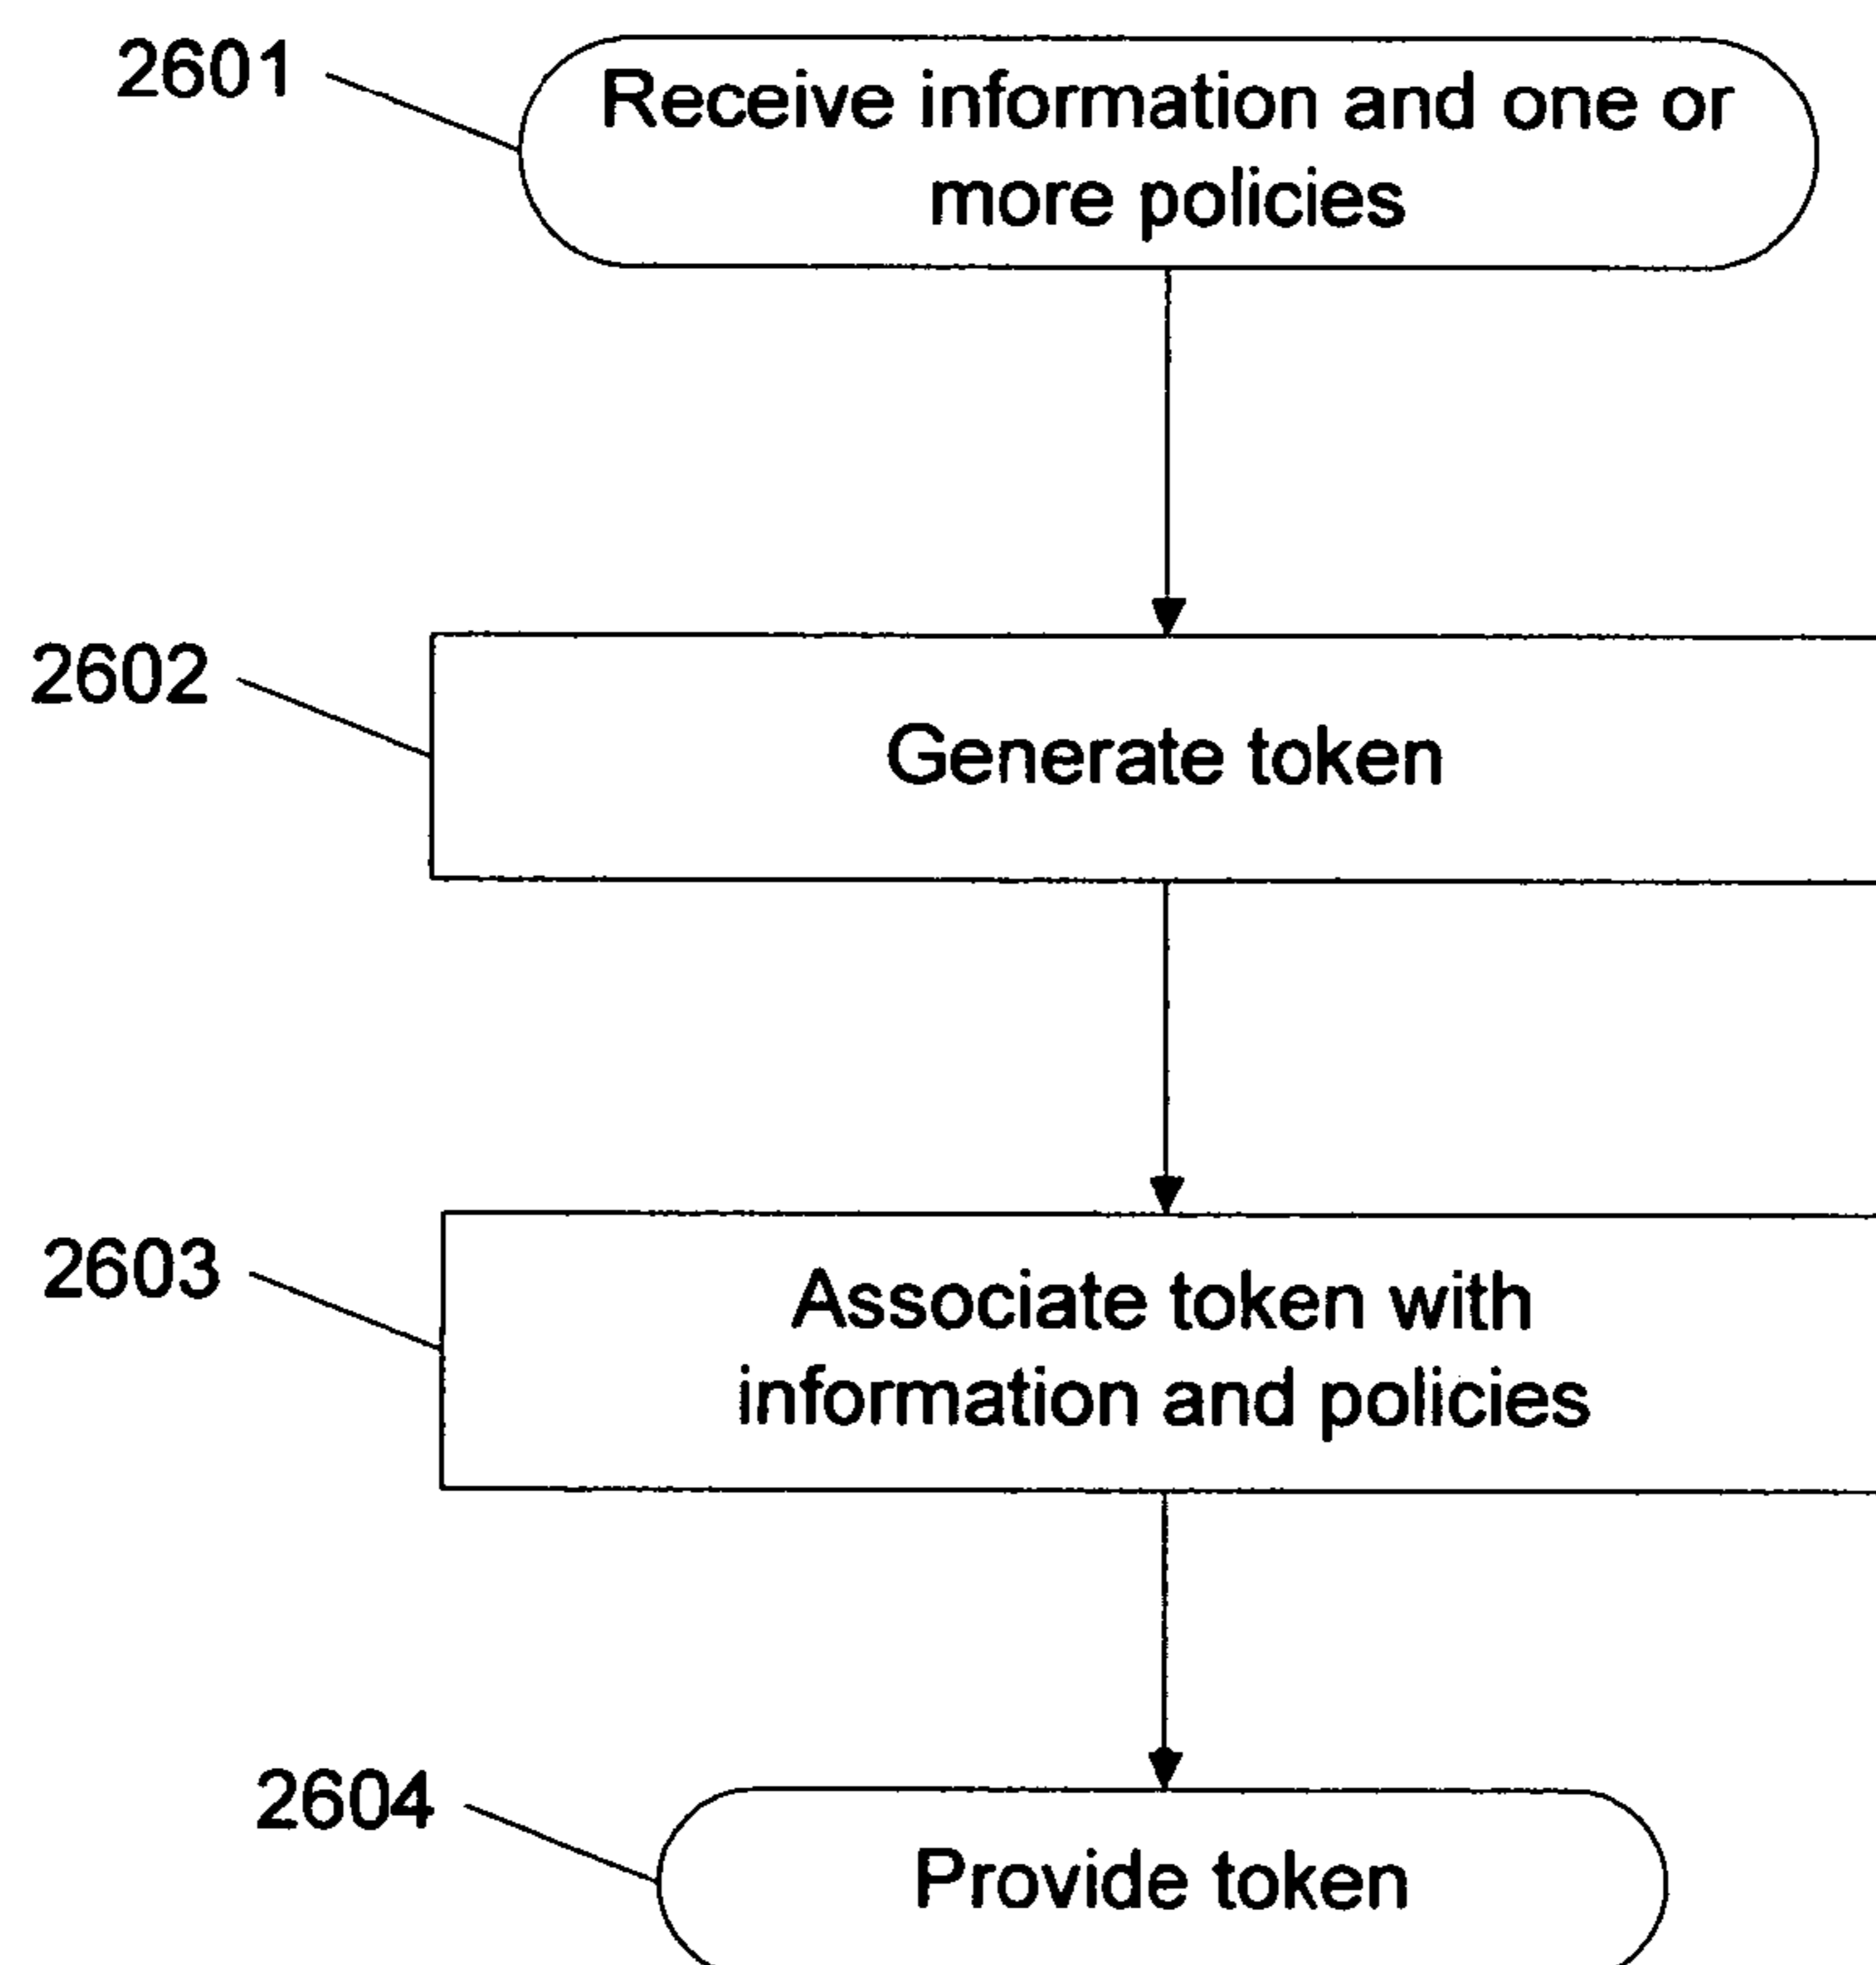 2601
Receive information and one or
more policies
2602
Generate token
2603
Associate token with
information and policies
2604
Provide token